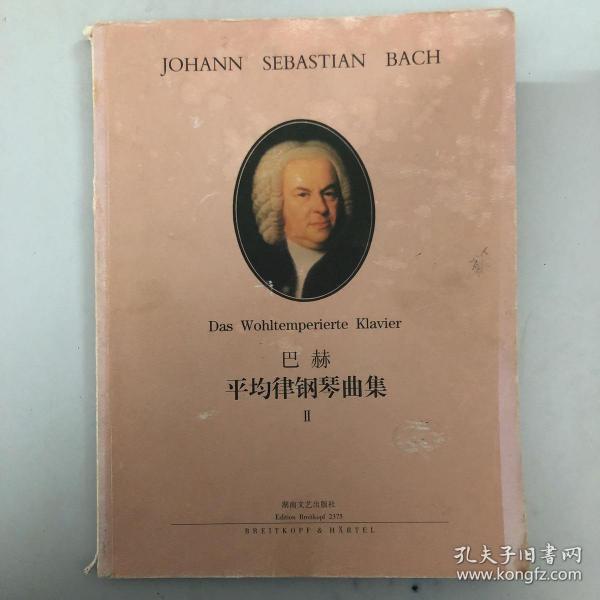 JOHANN SEBASTIAN BACH
Das Wohltemperierte Klavier
巴赫
平均律钢琴曲集
II
湖南文艺出版社
Edition Breitkopf 2375
BREITKOPF & HÄRTEL
孔夫子旧书网
www.kongfz.com